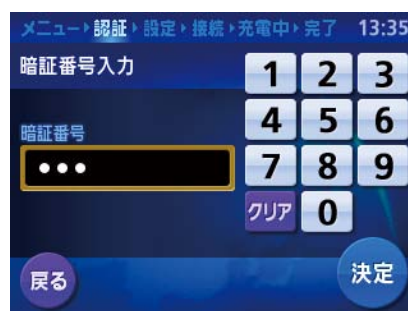 メニュー▶認証▶設定▶接続▶充電中▶完了 13:35
暗証番号入力
1 2 3
暗証番号
4 5 6
●●●
7 8 9
クリア 0
戻る 決定